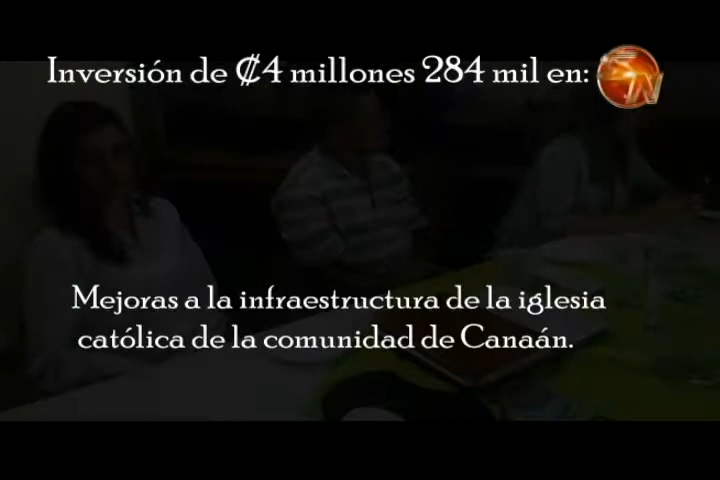 Inversión de ₡4 millones 284 mil en:
Mejoras a la infraestructura de la iglesia
católica de la comunidad de Canaán.